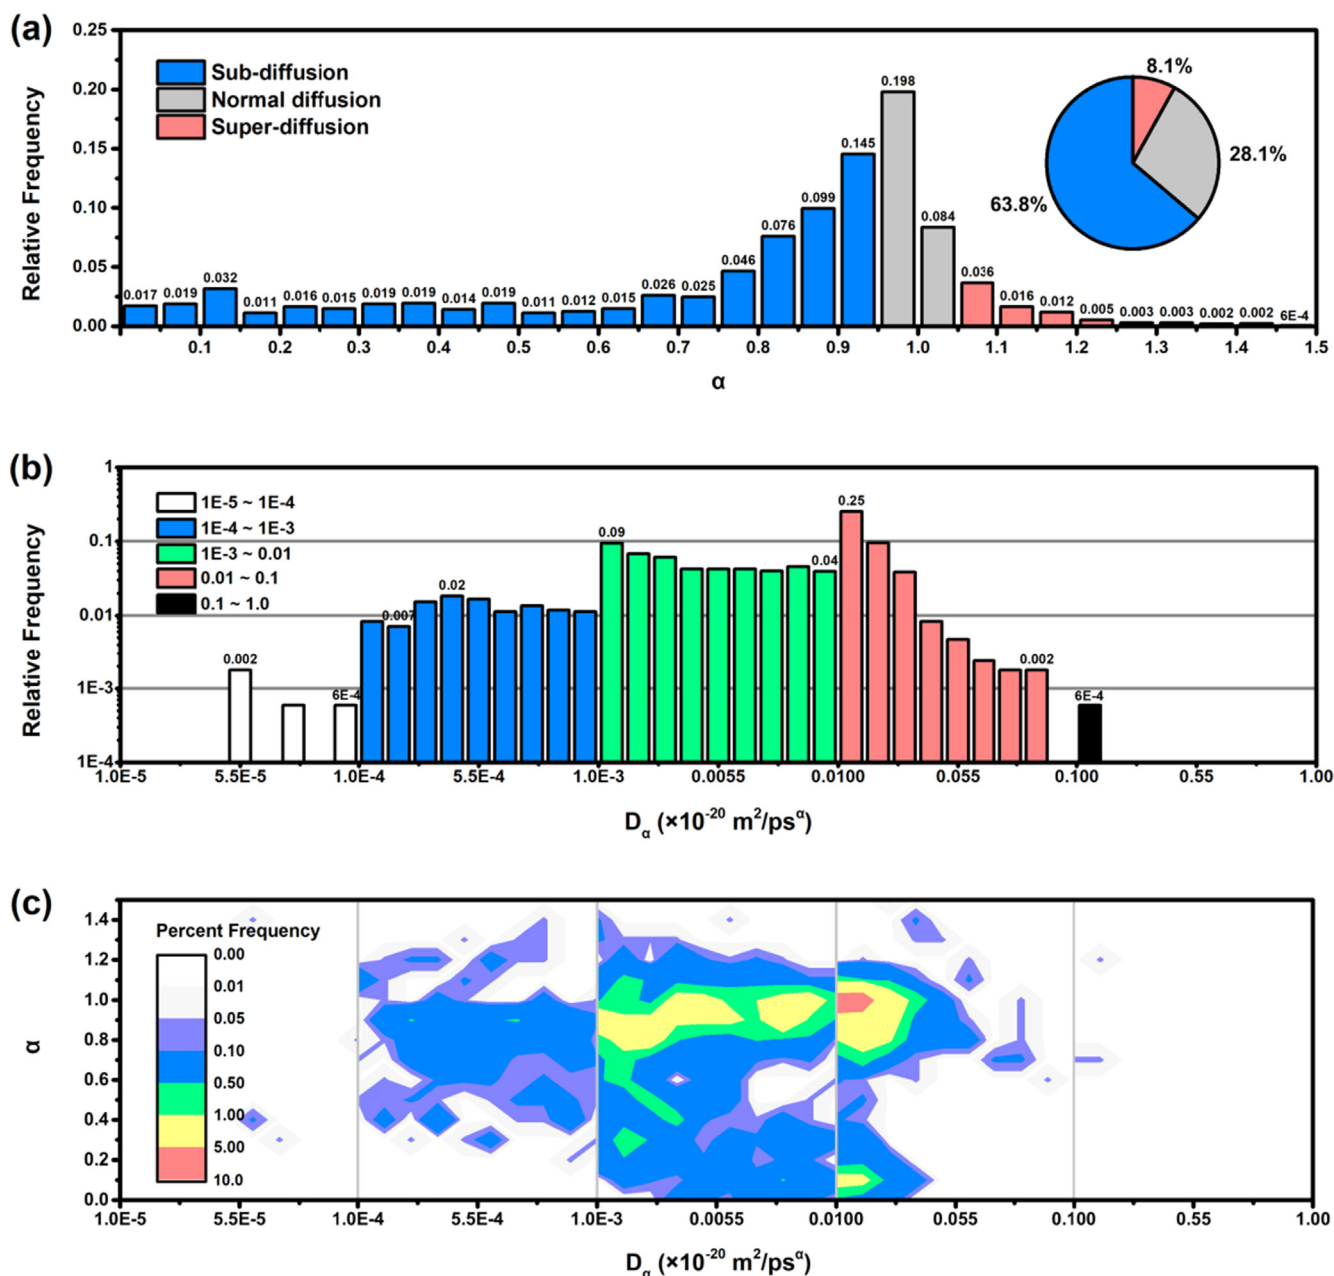 (a)
0.25
0.20
0.15
0.10
0.05
0.00
Relative Frequency
Sub-diffusion
Normal diffusion
Super-diffusion
8.1%
28.1%
63.8%
0.017 0.019 0.032 0.011 0.016 0.015 0.019 0.019 0.014 0.019 0.011 0.012 0.015 0.026 0.025 0.046 0.076 0.099 0.145 0.198 0.084 0.036 0.016 0.012 0.005 0.003 0.003 0.002 0.002 6E-4
0.1 0.2 0.3 0.4 0.5 0.6 0.7 0.8 0.9 1.0 1.1 1.2 1.3 1.4 1.5
α
(b)
1
0.1
0.01
1E-3
1E-4
Relative Frequency
1E-5 ~ 1E-4
1E-4 ~ 1E-3
1E-3 ~ 0.01
0.01 ~ 0.1
0.1 ~ 1.0
0.002 6E-4 0.007 0.02 0.09 0.04 0.25 0.002 6E-4
1.0E-5 5.5E-5 1.0E-4 5.5E-4 1.0E-3 0.0055 0.0100 0.055 0.100 0.55 1.00
Dα (×10⁻²⁰ m²/psᵅ)
(c)
1.4
1.2
1.0
0.8
0.6
0.4
0.2
0.0
α
Percent Frequency
0.00
0.01
0.05
0.10
0.50
1.00
5.00
10.0
1.0E-5 5.5E-5 1.0E-4 5.5E-4 1.0E-3 0.0055 0.0100 0.055 0.100 0.55 1.00
Dα (×10⁻²⁰ m²/psᵅ)